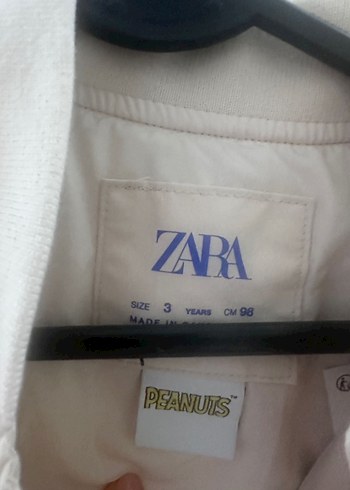 ZARA
SIZE 3 YEARS CM 98
MADE IN
PEANUTS™